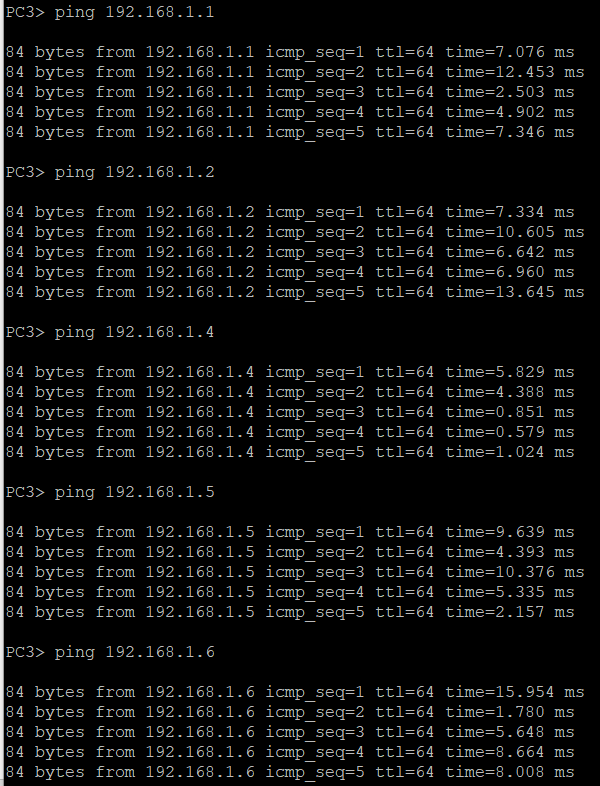 PC3> ping 192.168.1.1
84 bytes from 192.168.1.1 icmp_seq=1 ttl=64 time=7.076 ms
84 bytes from 192.168.1.1 icmp_seq=2 ttl=64 time=12.453 ms
84 bytes from 192.168.1.1 icmp_seq=3 ttl=64 time=2.503 ms
84 bytes from 192.168.1.1 icmp_seq=4 ttl=64 time=4.902 ms
84 bytes from 192.168.1.1 icmp_seq=5 ttl=64 time=7.346 ms
PC3> ping 192.168.1.2
84 bytes from 192.168.1.2 icmp_seq=1 ttl=64 time=7.334 ms
84 bytes from 192.168.1.2 icmp_seq=2 ttl=64 time=10.605 ms
84 bytes from 192.168.1.2 icmp_seq=3 ttl=64 time=6.642 ms
84 bytes from 192.168.1.2 icmp_seq=4 ttl=64 time=6.960 ms
84 bytes from 192.168.1.2 icmp_seq=5 ttl=64 time=13.645 ms
PC3> ping 192.168.1.4
84 bytes from 192.168.1.4 icmp_seq=1 ttl=64 time=5.829 ms
84 bytes from 192.168.1.4 icmp_seq=2 ttl=64 time=4.388 ms
84 bytes from 192.168.1.4 icmp_seq=3 ttl=64 time=0.851 ms
84 bytes from 192.168.1.4 icmp_seq=4 ttl=64 time=0.579 ms
84 bytes from 192.168.1.4 icmp_seq=5 ttl=64 time=1.024 ms
PC3> ping 192.168.1.5
84 bytes from 192.168.1.5 icmp_seq=1 ttl=64 time=9.639 ms
84 bytes from 192.168.1.5 icmp_seq=2 ttl=64 time=4.393 ms
84 bytes from 192.168.1.5 icmp_seq=3 ttl=64 time=10.376 ms
84 bytes from 192.168.1.5 icmp_seq=4 ttl=64 time=5.335 ms
84 bytes from 192.168.1.5 icmp_seq=5 ttl=64 time=2.157 ms
PC3> ping 192.168.1.6
84 bytes from 192.168.1.6 icmp_seq=1 ttl=64 time=15.954 ms
84 bytes from 192.168.1.6 icmp_seq=2 ttl=64 time=1.780 ms
84 bytes from 192.168.1.6 icmp_seq=3 ttl=64 time=5.648 ms
84 bytes from 192.168.1.6 icmp_seq=4 ttl=64 time=8.664 ms
84 bytes from 192.168.1.6 icmp_seq=5 ttl=64 time=8.008 ms